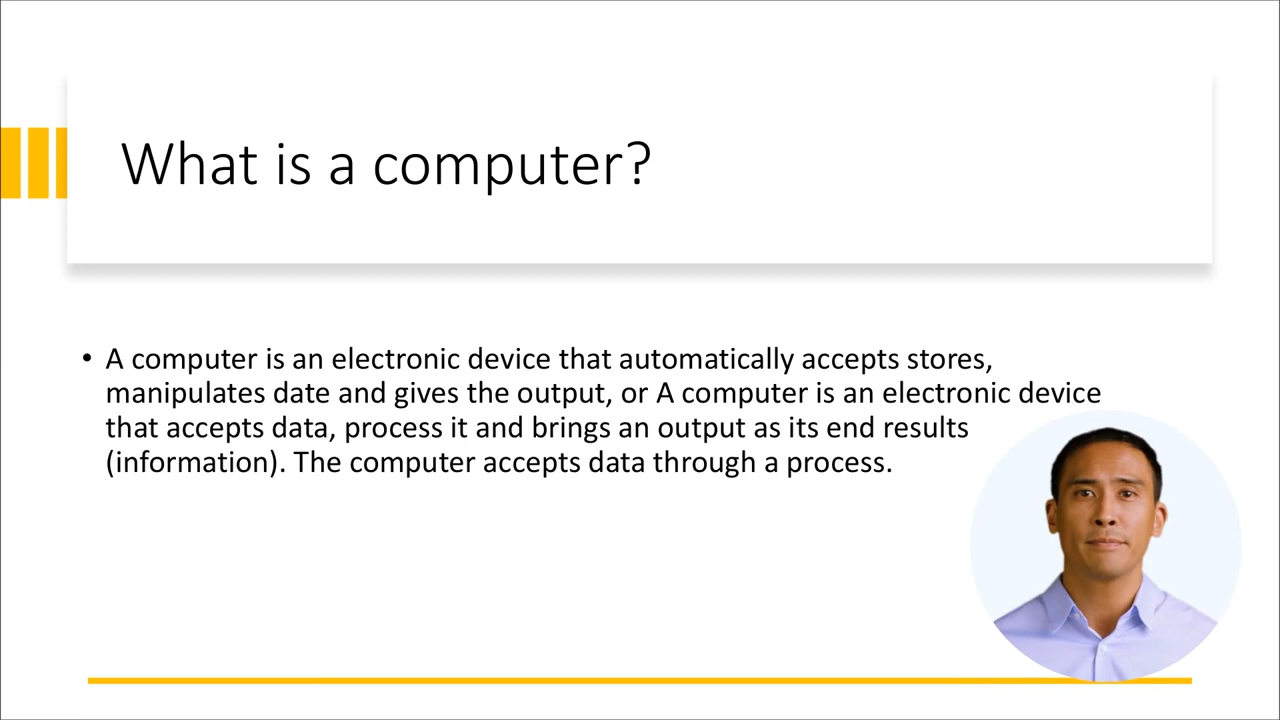 What is a computer?
• A computer is an electronic device that automatically accepts stores,
manipulates date and gives the output, or A computer is an electronic device
that accepts data, process it and brings an output as its end results
(information). The computer accepts data through a process.